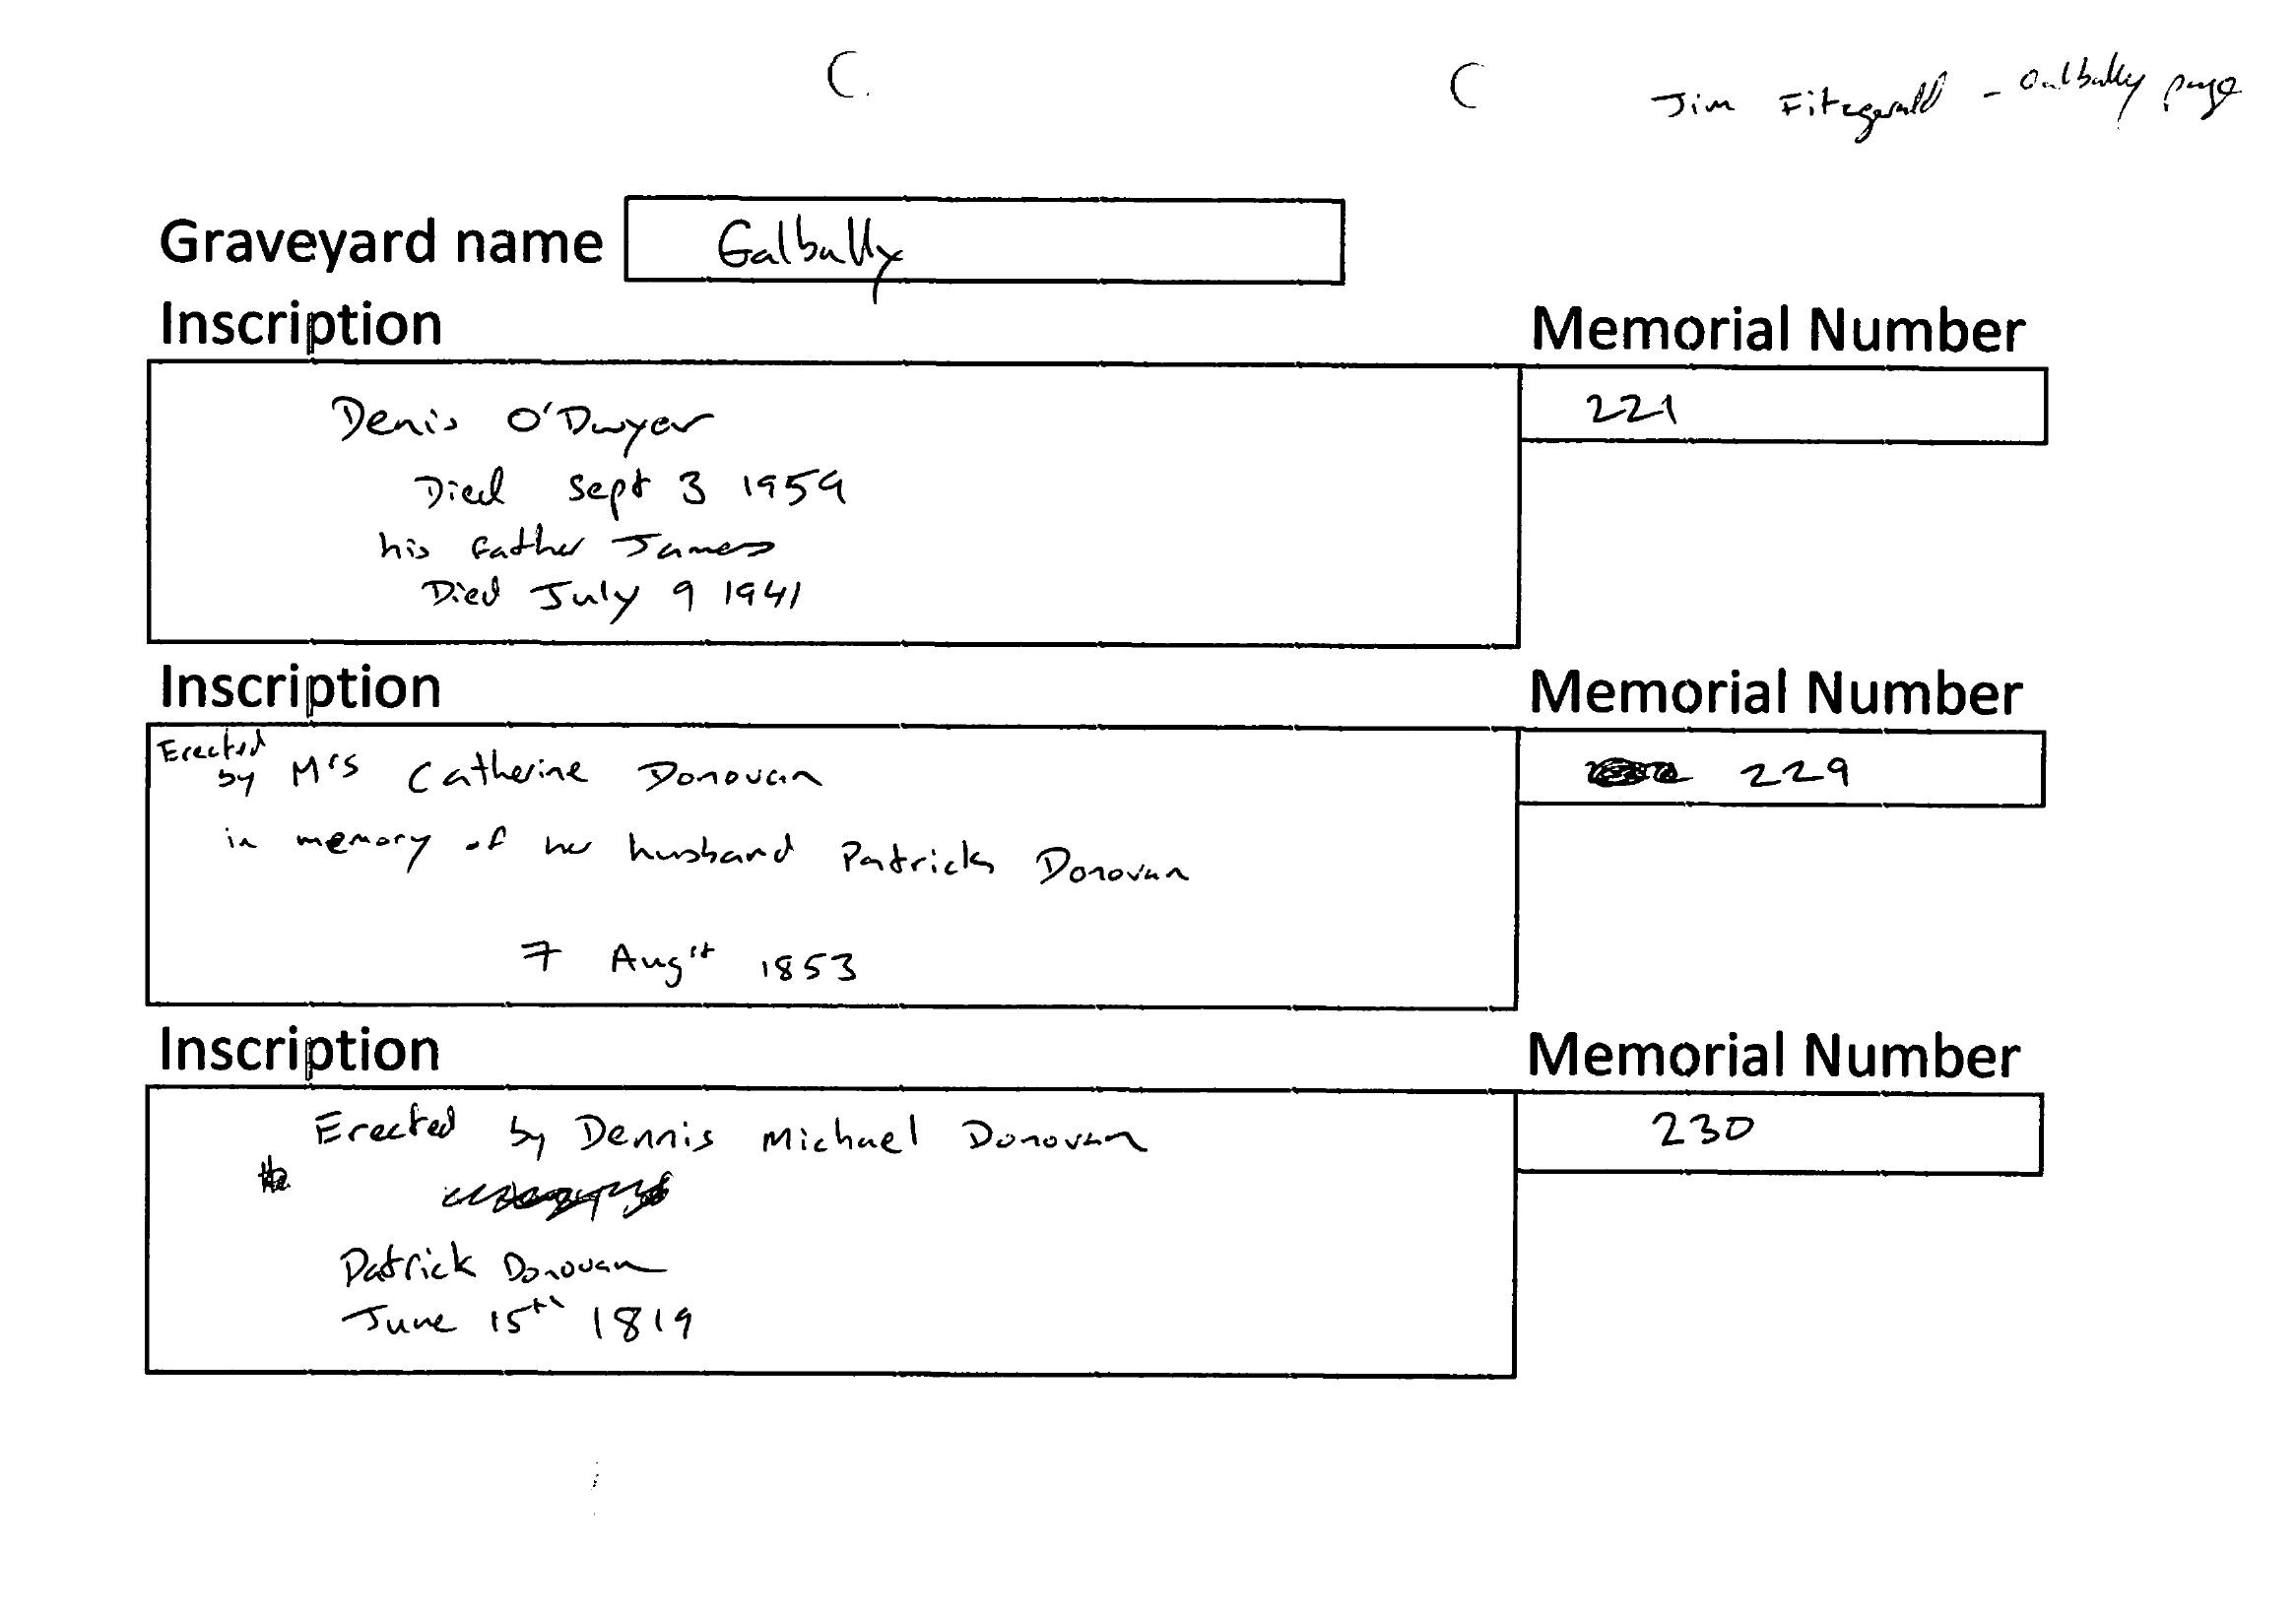 Jim Fitzgerald - Galbally page
Graveyard name Galbally
Inscription Memorial Number
Denis O'Dwyer 221
Died Sept 3 1959
his father James
Died July 9 1941
Inscription Memorial Number
Erected
by Mrs Catherine Donovan 229
in memory of her husband Patrick Donovan
7 Augst 1853
Inscription Memorial Number
Erected by Dennis Michael Donovan 230
Patrick Donovan
June 15th 1819